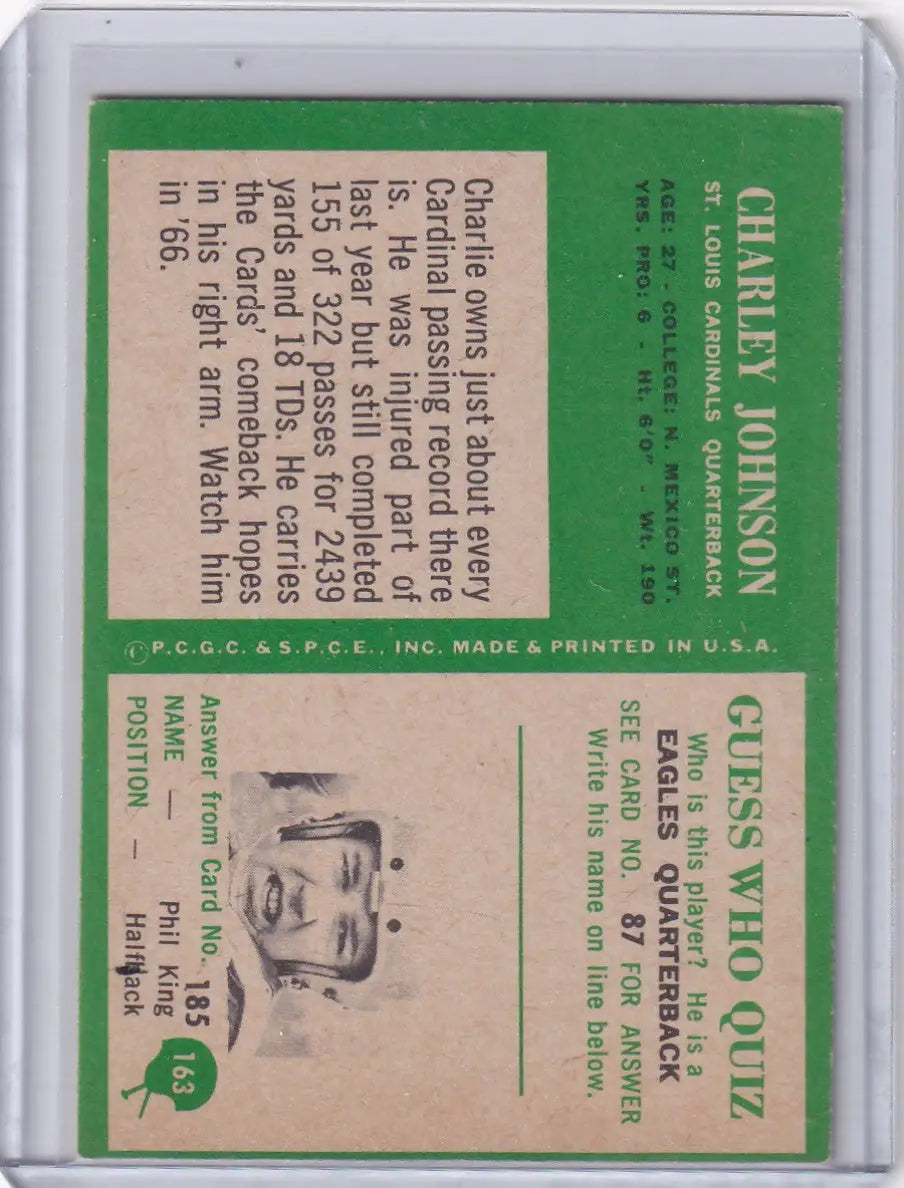 CHARLEY JOHNSON
ST. LOUIS CARDINALS QUARTERBACK
AGE: 27 - COLLEGE: N. MEXICO ST.
YRS. PRO: 6 - Ht. 6'0" - Wt. 190
Charlie owns just about every
Cardinal passing record there
is. He was injured part of
last year but still completed
155 of 322 passes for 2439
yards and 18 TDs. He carries
the Cards' comeback hopes
in his right arm. Watch him
in '66.
© P.C.G.C. & S.P.C.E., INC. MADE & PRINTED IN U.S.A.
GUESS WHO QUIZ
Who is this player? He is a
EAGLES QUARTERBACK
SEE CARD NO. 87 FOR ANSWER
Write his name on line below.
Answer from Card No. 185
NAME — Phil King
POSITION — Halfback
163